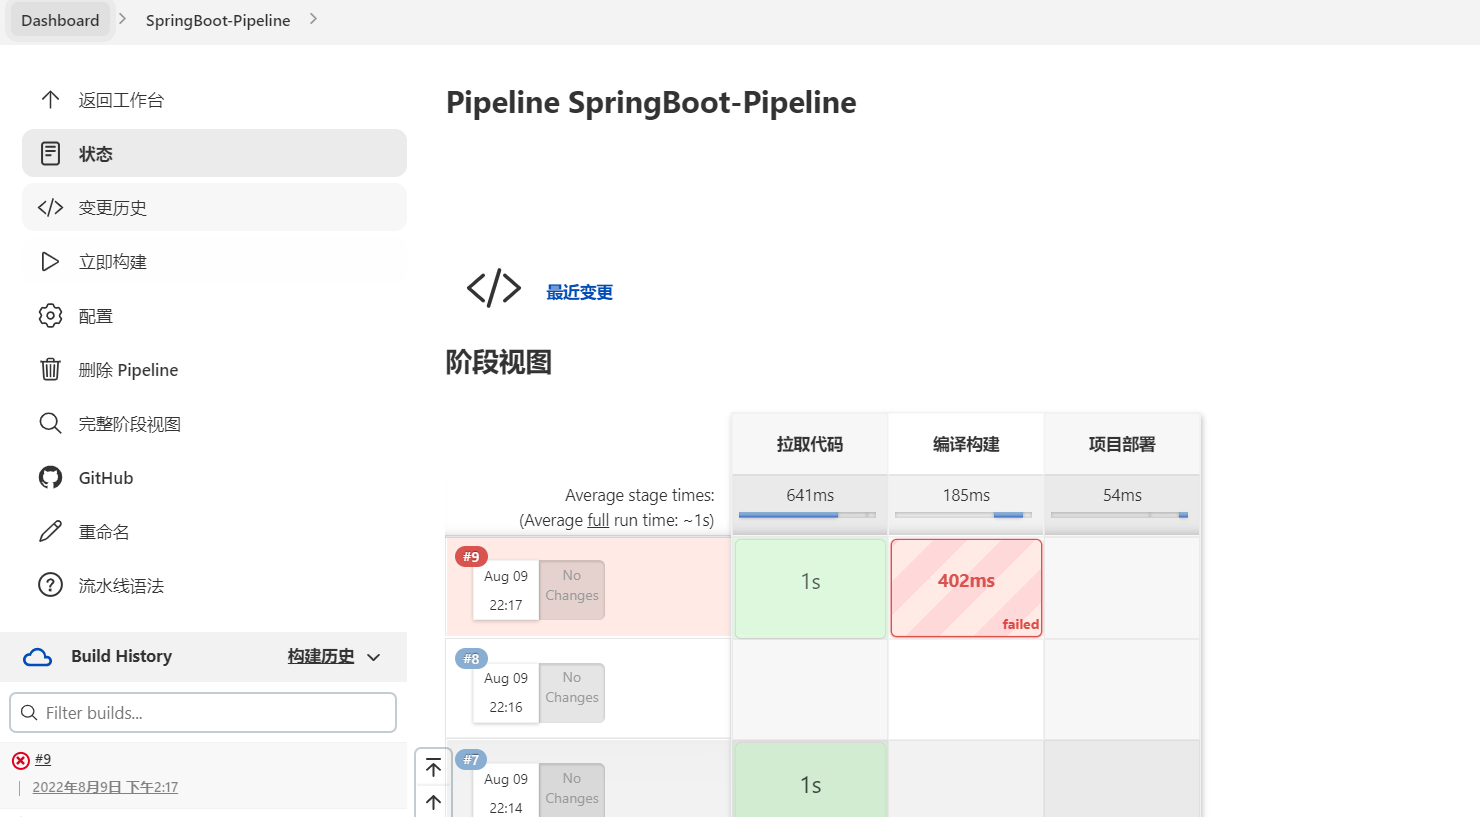 Dashboard
SpringBoot-Pipeline
返回工作台
状态
变更历史
立即构建
配置
删除 Pipeline
完整阶段视图
GitHub
重命名
流水线语法
Build History
构建历史
Filter builds...
#9
2022年8月9日 下午2:17
Pipeline SpringBoot-Pipeline
最近变更
阶段视图
拉取代码
编译构建
项目部署
Average stage times:
641ms
185ms
54ms
(Average full run time: ~1s)
#9
Aug 09
22:17
No
Changes
1s
402ms
failed
#8
Aug 09
22:16
No
Changes
#7
Aug 09
22:14
No
Changes
1s